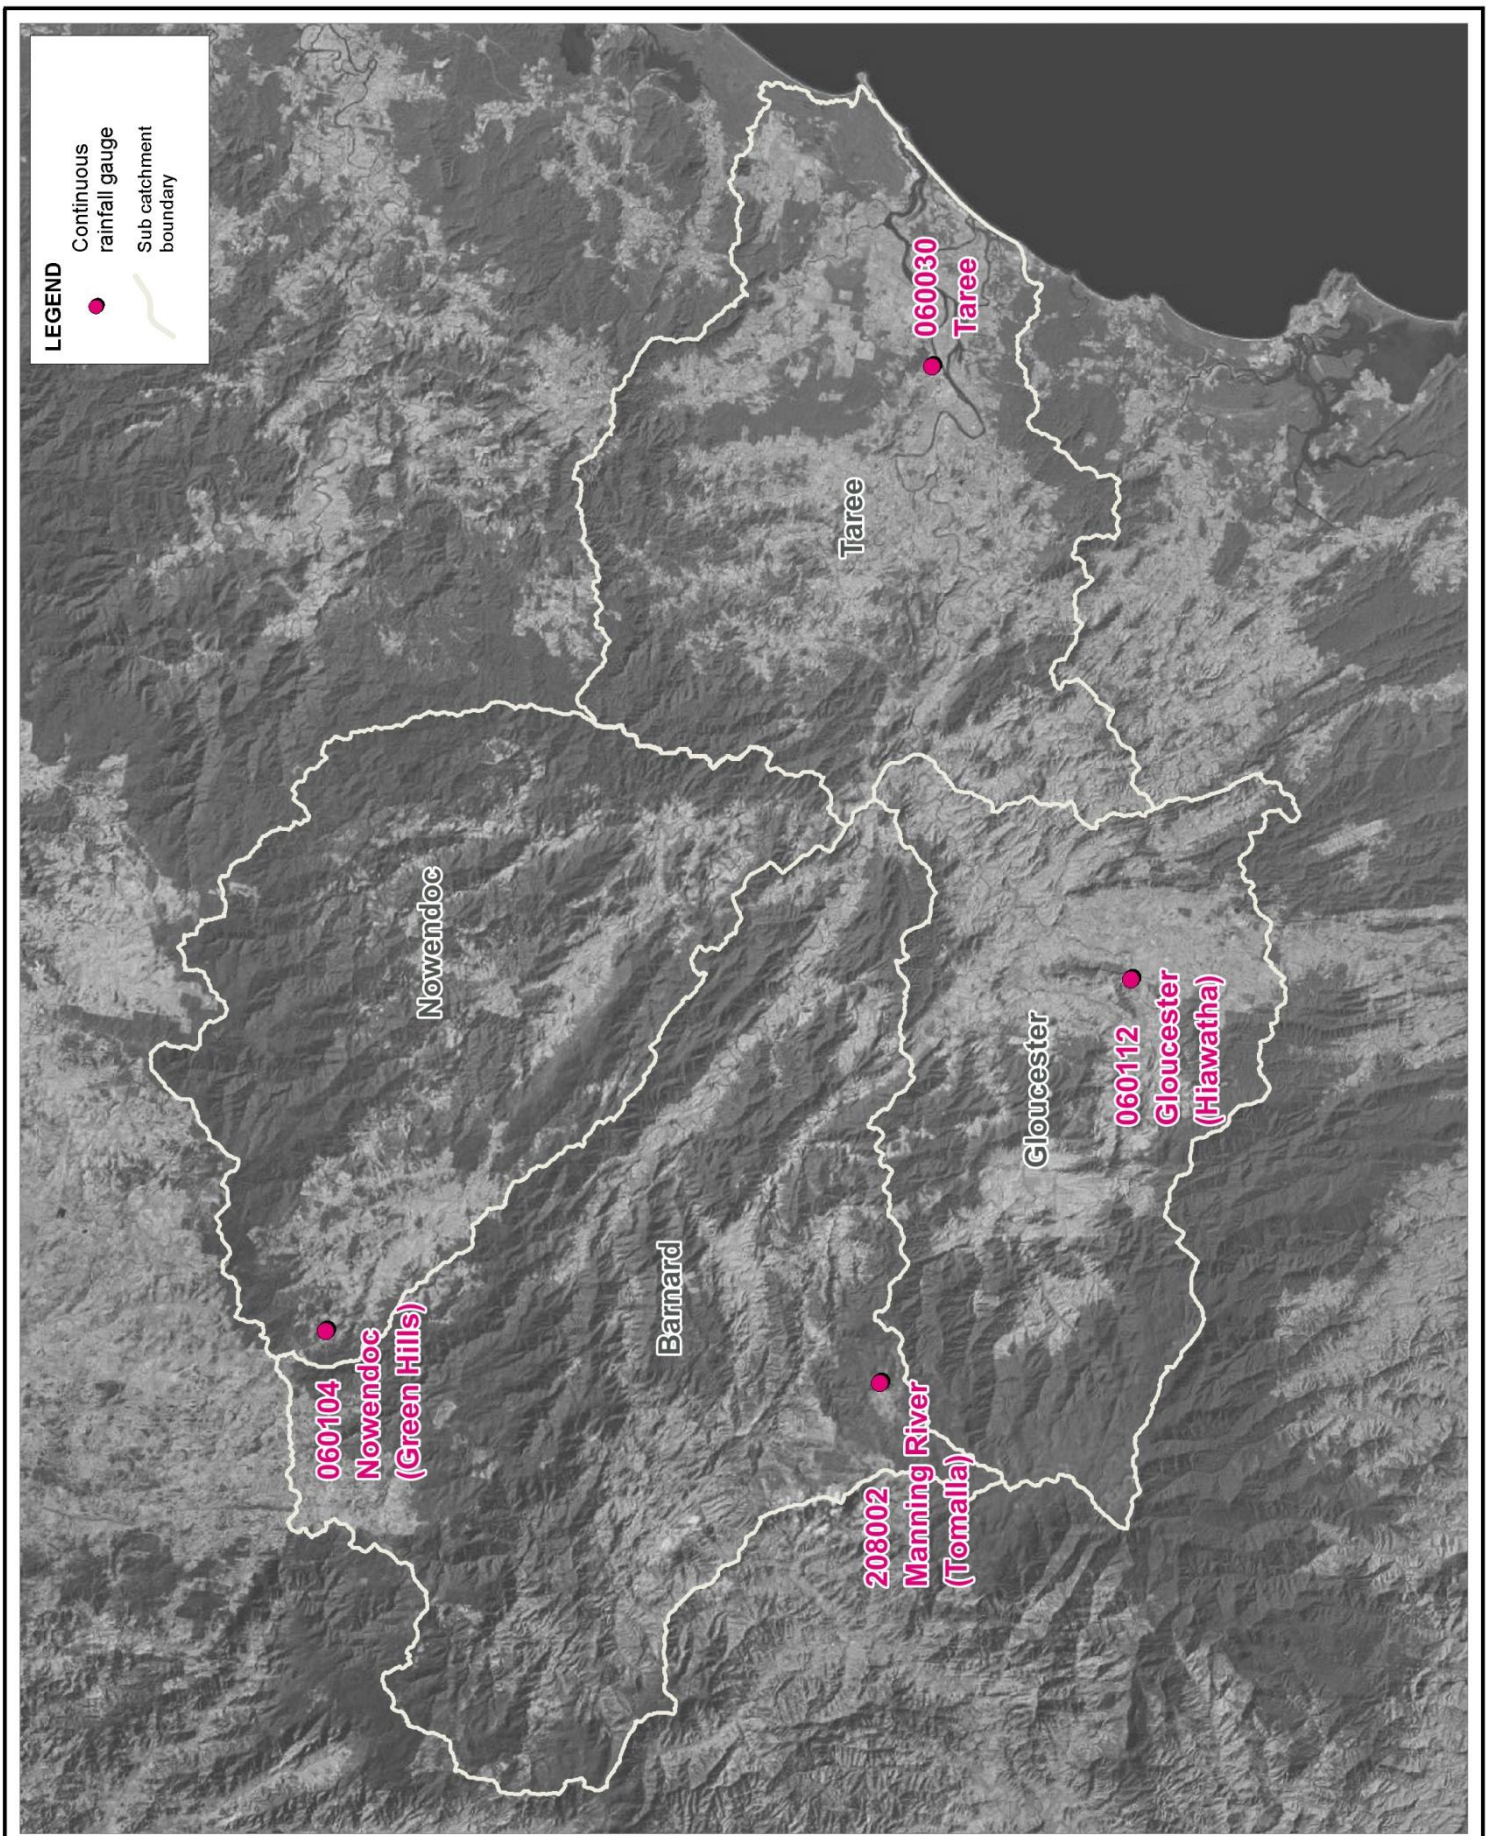 LEGEND
Continuous
rainfall gauge
Sub catchment
boundary
060104
Nowendoc
(Green Hills)
Nowendoc
Barnard
208002
Manning River
(Tomalla)
Gloucester
060112
Gloucester
(Hiawatha)
Taree
060030
Taree